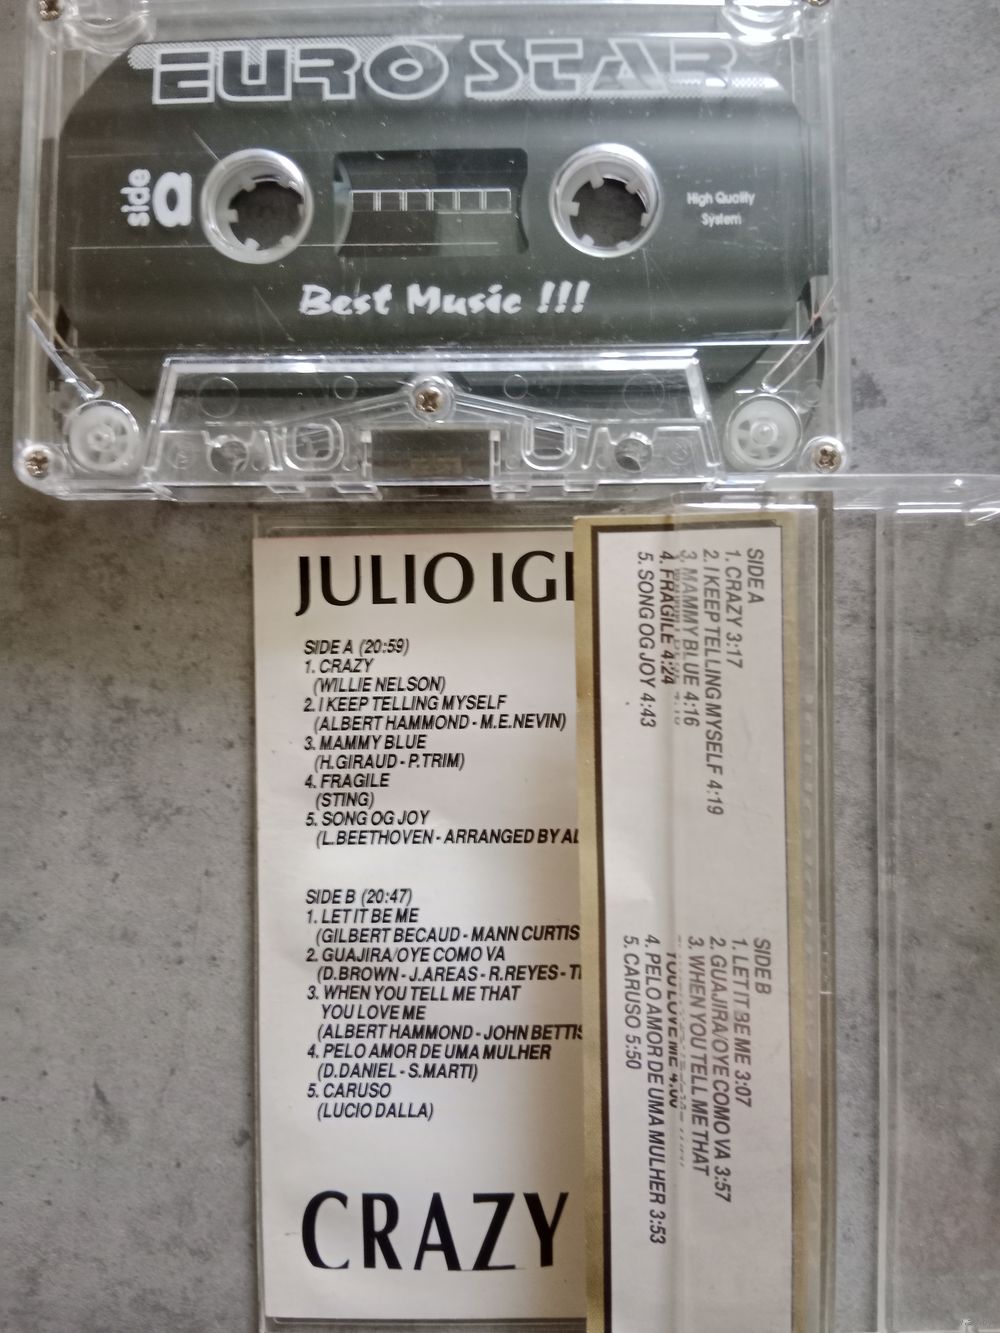 EURO STAR
side a
High Quality
System
Best Music !!!
JULIO
SIDE A (20:59)
1. CRAZY
(WILLIE NELSON)
2. I KEEP TELLING MYSELF
(ALBERT HAMMOND - M.E.NEVIN)
3. MAMMY BLUE
(H.GIRAUD - P.TRIM)
4. FRAGILE
(STING)
5. SONG OG JOY
(L.BEETHOVEN - ARRANGED BY
SIDE B (20:47)
1. LET IT BE ME
(GILBERT BECAUD - MANN CURTIS
2. GUAJIRA/OYE COMO VA
(D.BROWN - J.AREAS - R.REYES -
3. WHEN YOU TELL ME THAT
YOU LOVE ME
(ALBERT HAMMOND - JOHN BETTIS
4. PELO AMOR DE UMA MULHER
(D.DANIEL - S.MARTI)
5. CARUSO
(LUCIO DALLA)
CRAZY
SIDE A
1. CRAZY 3:17
2. I KEEP TELLING MYSELF 4:19
3. MAMMY BLUE 4:16
4. FRAGILE 4:24
5. SONG OG JOY 4:43
SIDE B
1. LET IT BE ME 3:07
2. GUAJIRA/OYE COMO VA 3:57
3. WHEN YOU TELL ME THAT
YOU LOVE ME 4:00
4. PELO AMOR DE UMA MULHER 3:53
5. CARUSO 5:50